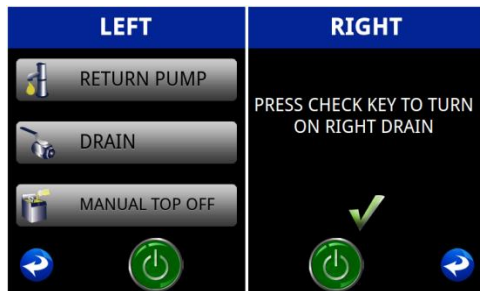 LEFT
RETURN PUMP
DRAIN
MANUAL TOP OFF
RIGHT
PRESS CHECK KEY TO TURN
ON RIGHT DRAIN